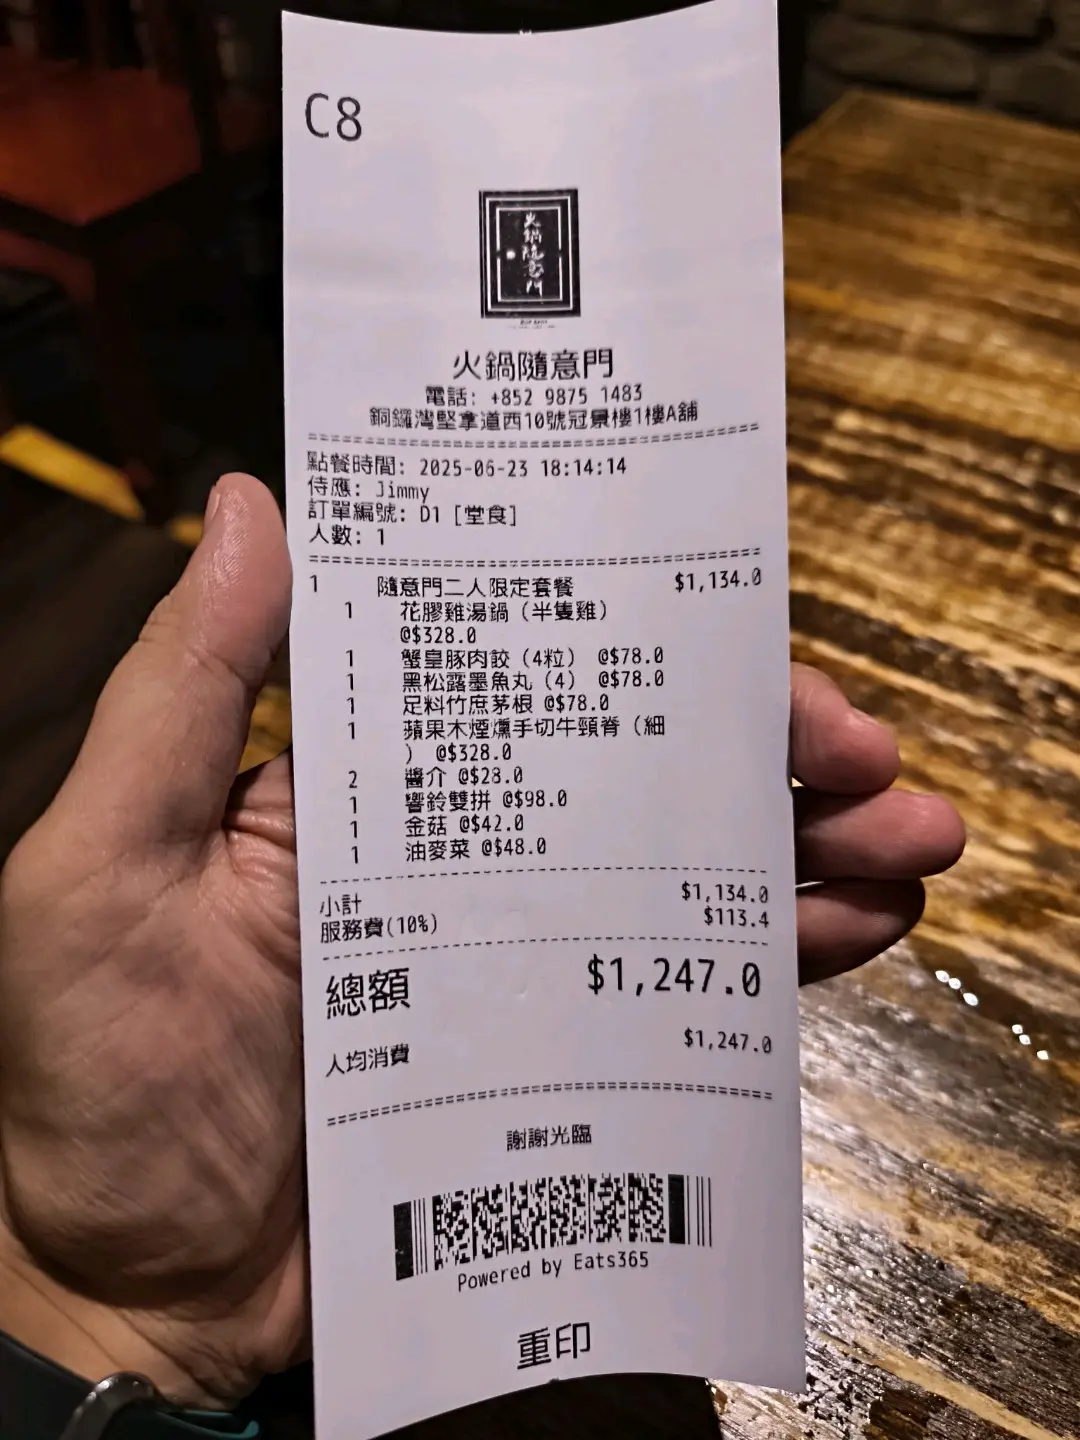 C8
火鍋隨意門
火鍋隨意門
電話: +852 9875 1483
銅鑼灣堅拿道西10號冠景樓1樓A舖
點餐時間: 2025-06-23 18:14:14
侍應: Jimmy
訂單編號: D1 [堂食]
人數: 1
1 隨意門二人限定套餐 $1,134.0
1 花膠雞湯鍋（半隻雞）
@$328.0
1 蟹皇豚肉餃（4粒） @$78.0
1 黑松露墨魚丸（4） @$78.0
1 足料竹庶茅根 @$78.0
1 蘋果木煙燻手切牛頸脊（細
） @$328.0
2 醬介 @$28.0
1 響鈴雙拼 @$98.0
1 金菇 @$42.0
1 油麥菜 @$48.0
小計 $1,134.0
服務費(10%) $113.4
總額 $1,247.0
人均消費 $1,247.0
謝謝光臨
Powered by Eats365
重印